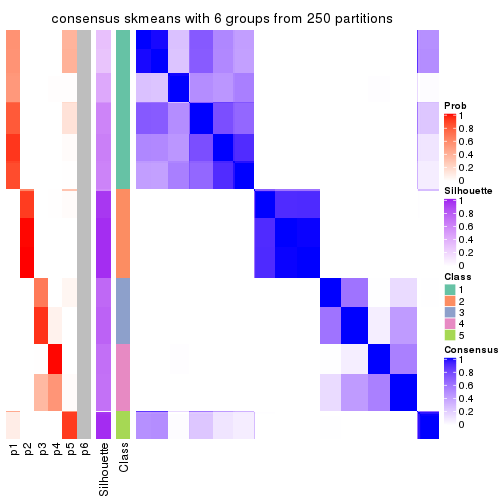 consensus skmeans with 6 groups from 250 partitions
Prob
1
0.8
0.6
0.4
0.2
0
Silhouette
1
0.8
0.6
0.4
0.2
0
Class
1
2
3
4
5
Consensus
1
0.8
0.6
0.4
0.2
0
p1
p2
p3
p4
p5
p6
Silhouette
Class